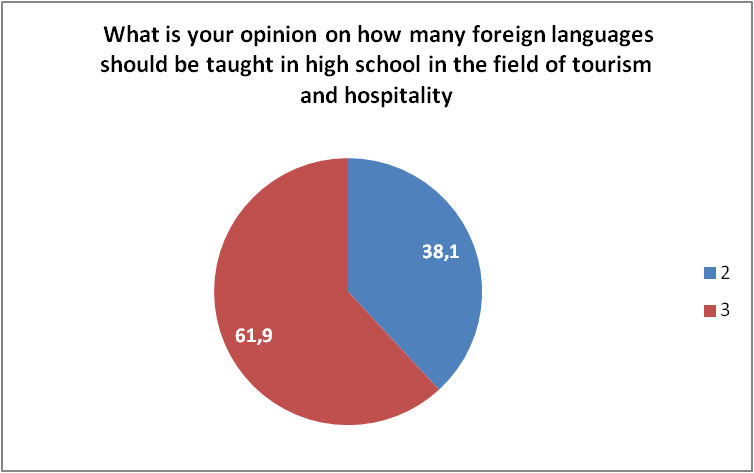 What is your opinion on how many foreign languages
should be taught in high school in the field of tourism
and hospitality
38,1
61,9
2
3